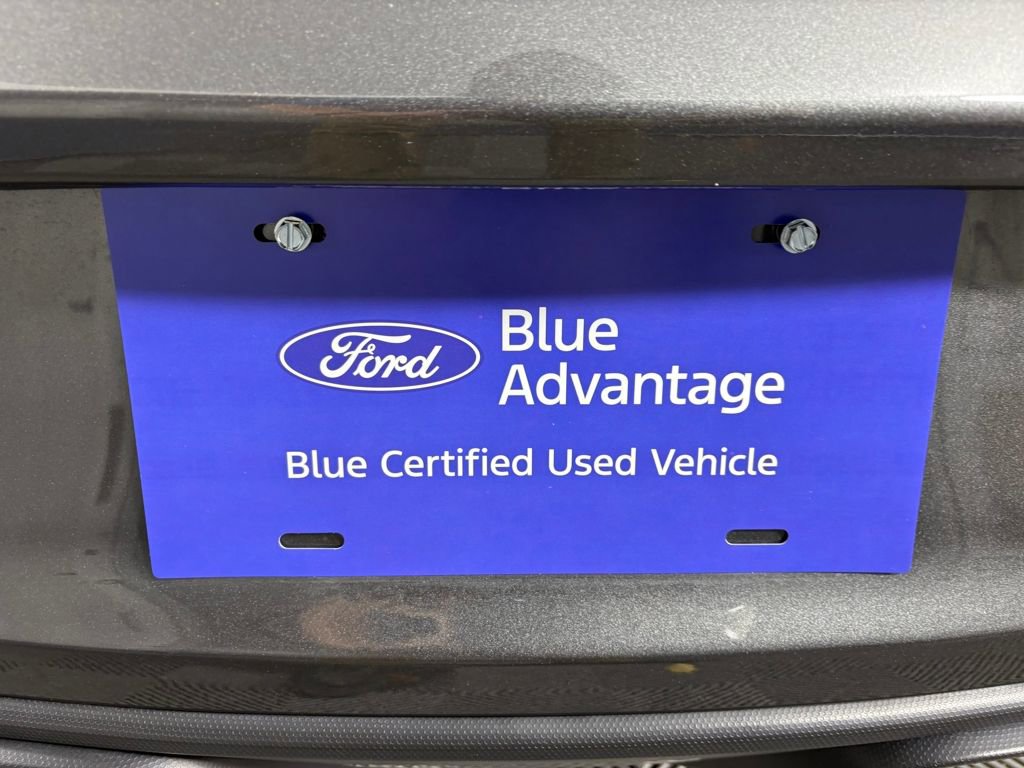 Ford
Blue
Advantage
Blue Certified Used Vehicle